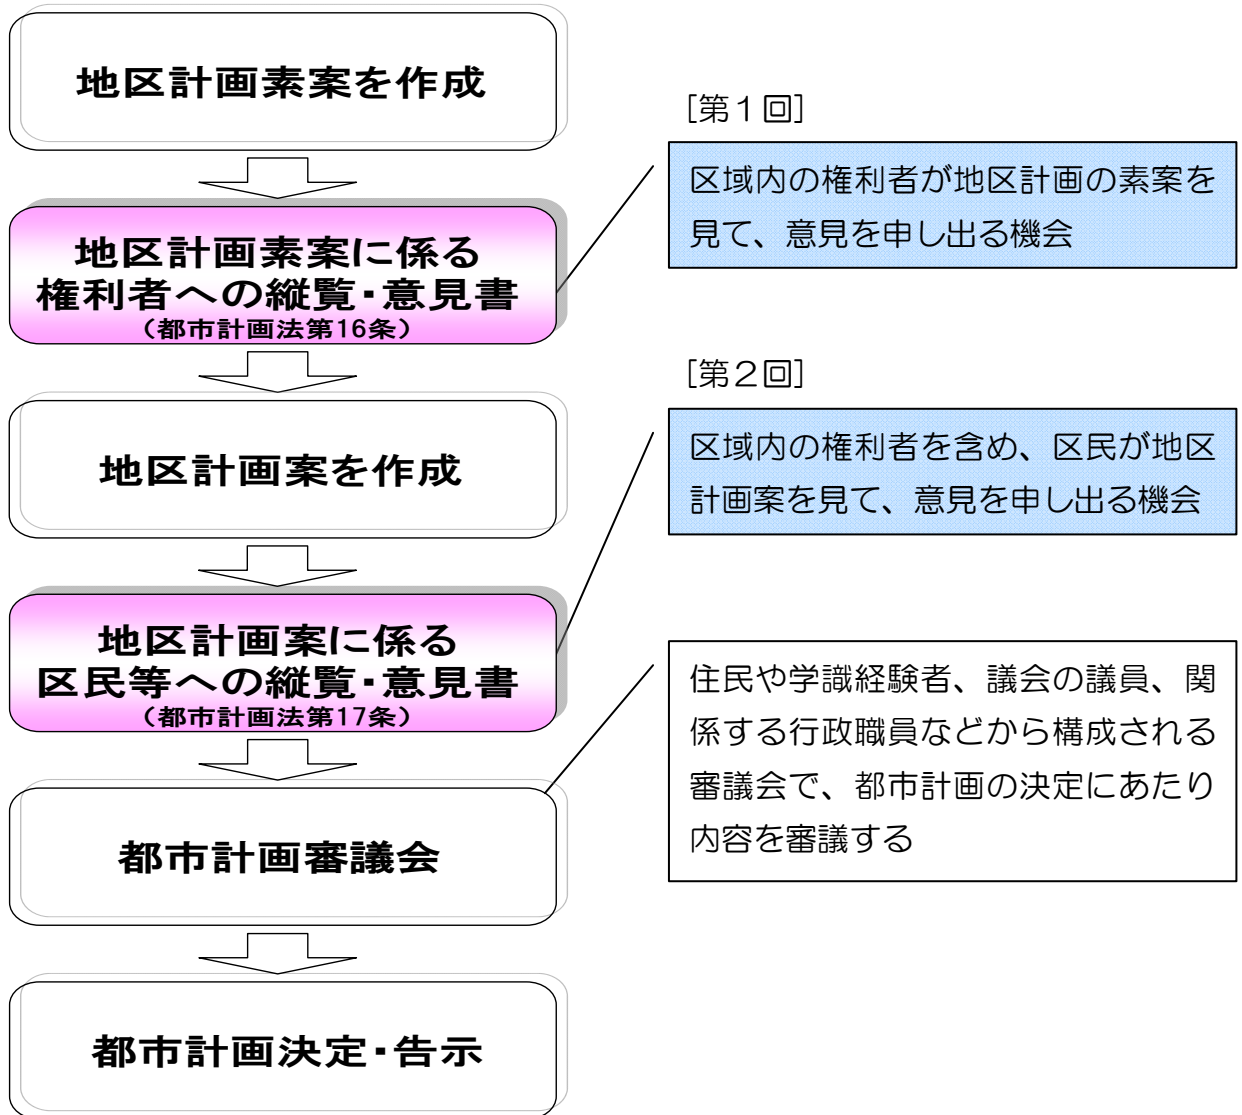 地区計画素案を作成
地区計画素案に係る
権利者への縦覧・意見書
（都市計画法第16条）
地区計画案を作成
地区計画案に係る
区民等への縦覧・意見書
（都市計画法第17条）
都市計画審議会
都市計画決定・告示
[第１回]
区域内の権利者が地区計画の素案を
見て、意見を申し出る機会
[第２回]
区域内の権利者を含め、区民が地区
計画案を見て、意見を申し出る機会
住民や学識経験者、議会の議員、関
係する行政職員などから構成される
審議会で、都市計画の決定にあたり
内容を審議する